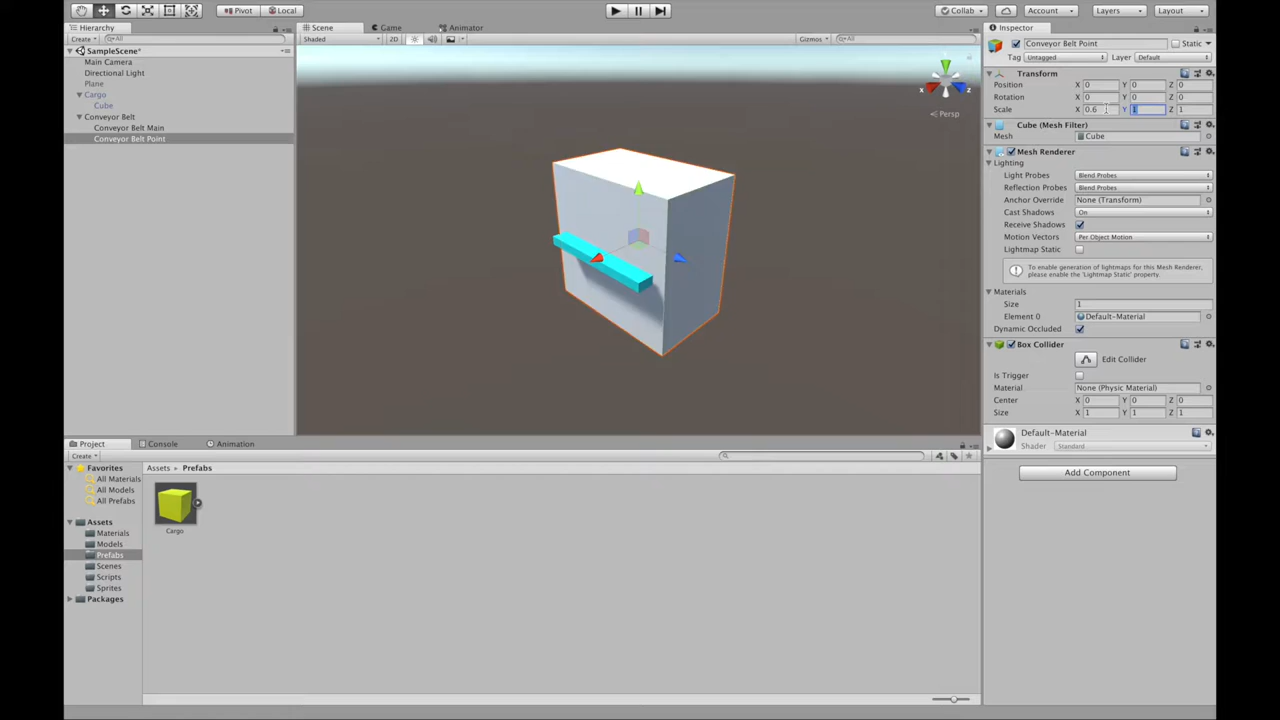 Pivot
Local
Collab
Account
Layers
Layout
Hierarchy
Create
All
SampleScene*
Main Camera
Directional Light
Plane
Cargo
Cube
Conveyor Belt
Conveyor Belt Main
Conveyor Belt Point
Scene
Game
Animator
Shaded
2D
Gizmos
All
y
x
z
Persp
Inspector
Conveyor Belt Point
Static
Tag
Untagged
Layer
Default
Transform
Position X 0 Y 0 Z 0
Rotation X 0 Y 0 Z 0
Scale X 0.6 Y 1 Z 1
Cube (Mesh Filter)
Mesh
Cube
Mesh Renderer
Lighting
Light Probes
Blend Probes
Reflection Probes
Blend Probes
Anchor Override
None (Transform)
Cast Shadows
On
Receive Shadows
Motion Vectors
Per Object Motion
Lightmap Static
To enable generation of lightmaps for this Mesh Renderer,
please enable the 'Lightmap Static' property.
Materials
Size
1
Element 0
Default-Material
Dynamic Occluded
Box Collider
Edit Collider
Is Trigger
Material
None (Physic Material)
Center X 0 Y 0 Z 0
Size X 1 Y 1 Z 1
Default-Material
Shader
Standard
Add Component
Project
Console
Animation
Create
Favorites
All Materials
All Models
All Prefabs
Assets
Materials
Models
Prefabs
Scenes
Scripts
Sprites
Packages
Assets
Prefabs
Cargo